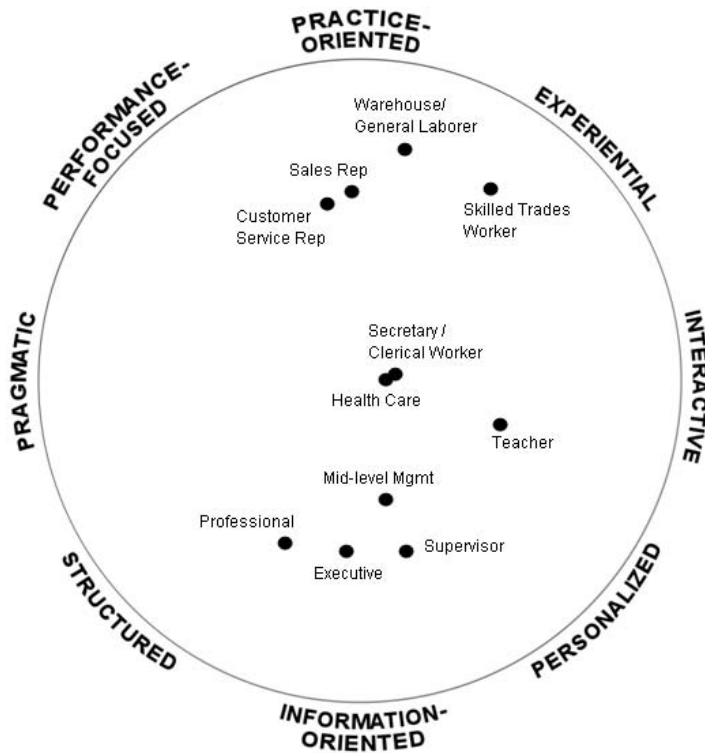 PRACTICE-
ORIENTED
PERFORMANCE-
FOCUSED
EXPERIENTIAL
Warehouse/
General Laborer
Sales Rep
Customer
Service Rep
Skilled Trades
Worker
PRAGMATIC
INTERACTIVE
Secretary /
Clerical Worker
Health Care
Teacher
Mid-level Mgmt
Professional
Executive
Supervisor
STRUCTURED
PERSONALIZED
INFORMATION-
ORIENTED